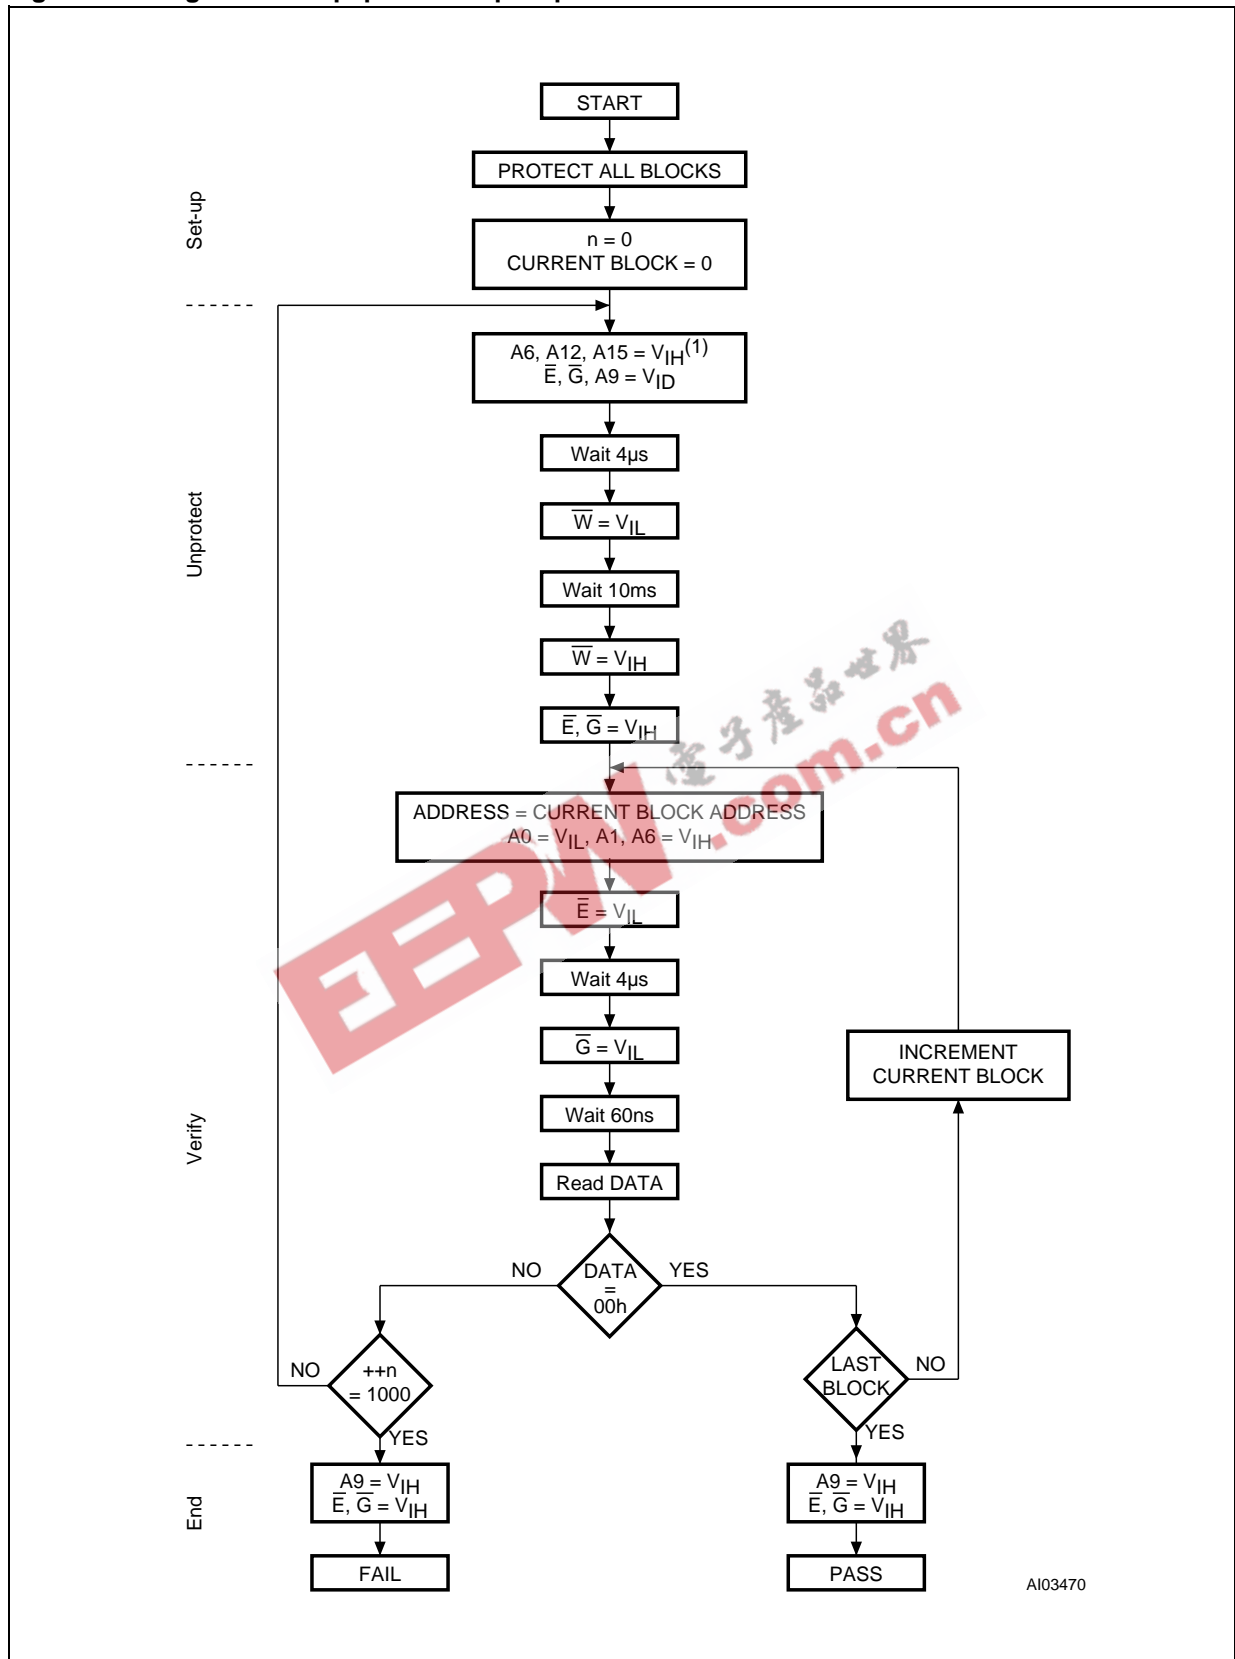 START
PROTECT ALL BLOCKS
Set-up
n = 0
CURRENT BLOCK = 0
A6, A12, A15 = VIH(1)
E̅, G̅, A9 = VID
Wait 4µs
W̅ = VIL
Unprotect
Wait 10ms
W̅ = VIH
E̅, G̅ = VIH
電子產品世界
EEPW.com.cn
ADDRESS = CURRENT BLOCK ADDRESS
A0 = VIL, A1, A6 = VIH
E̅ = VIL
Wait 4µs
G̅ = VIL
INCREMENT
CURRENT BLOCK
Wait 60ns
Verify
Read DATA
NO
DATA
=
00h
YES
NO
++n
= 1000
YES
LAST
BLOCK
NO
YES
End
A9 = VIH
E̅, G̅ = VIH
A9 = VIH
E̅, G̅ = VIH
FAIL
PASS
AI03470